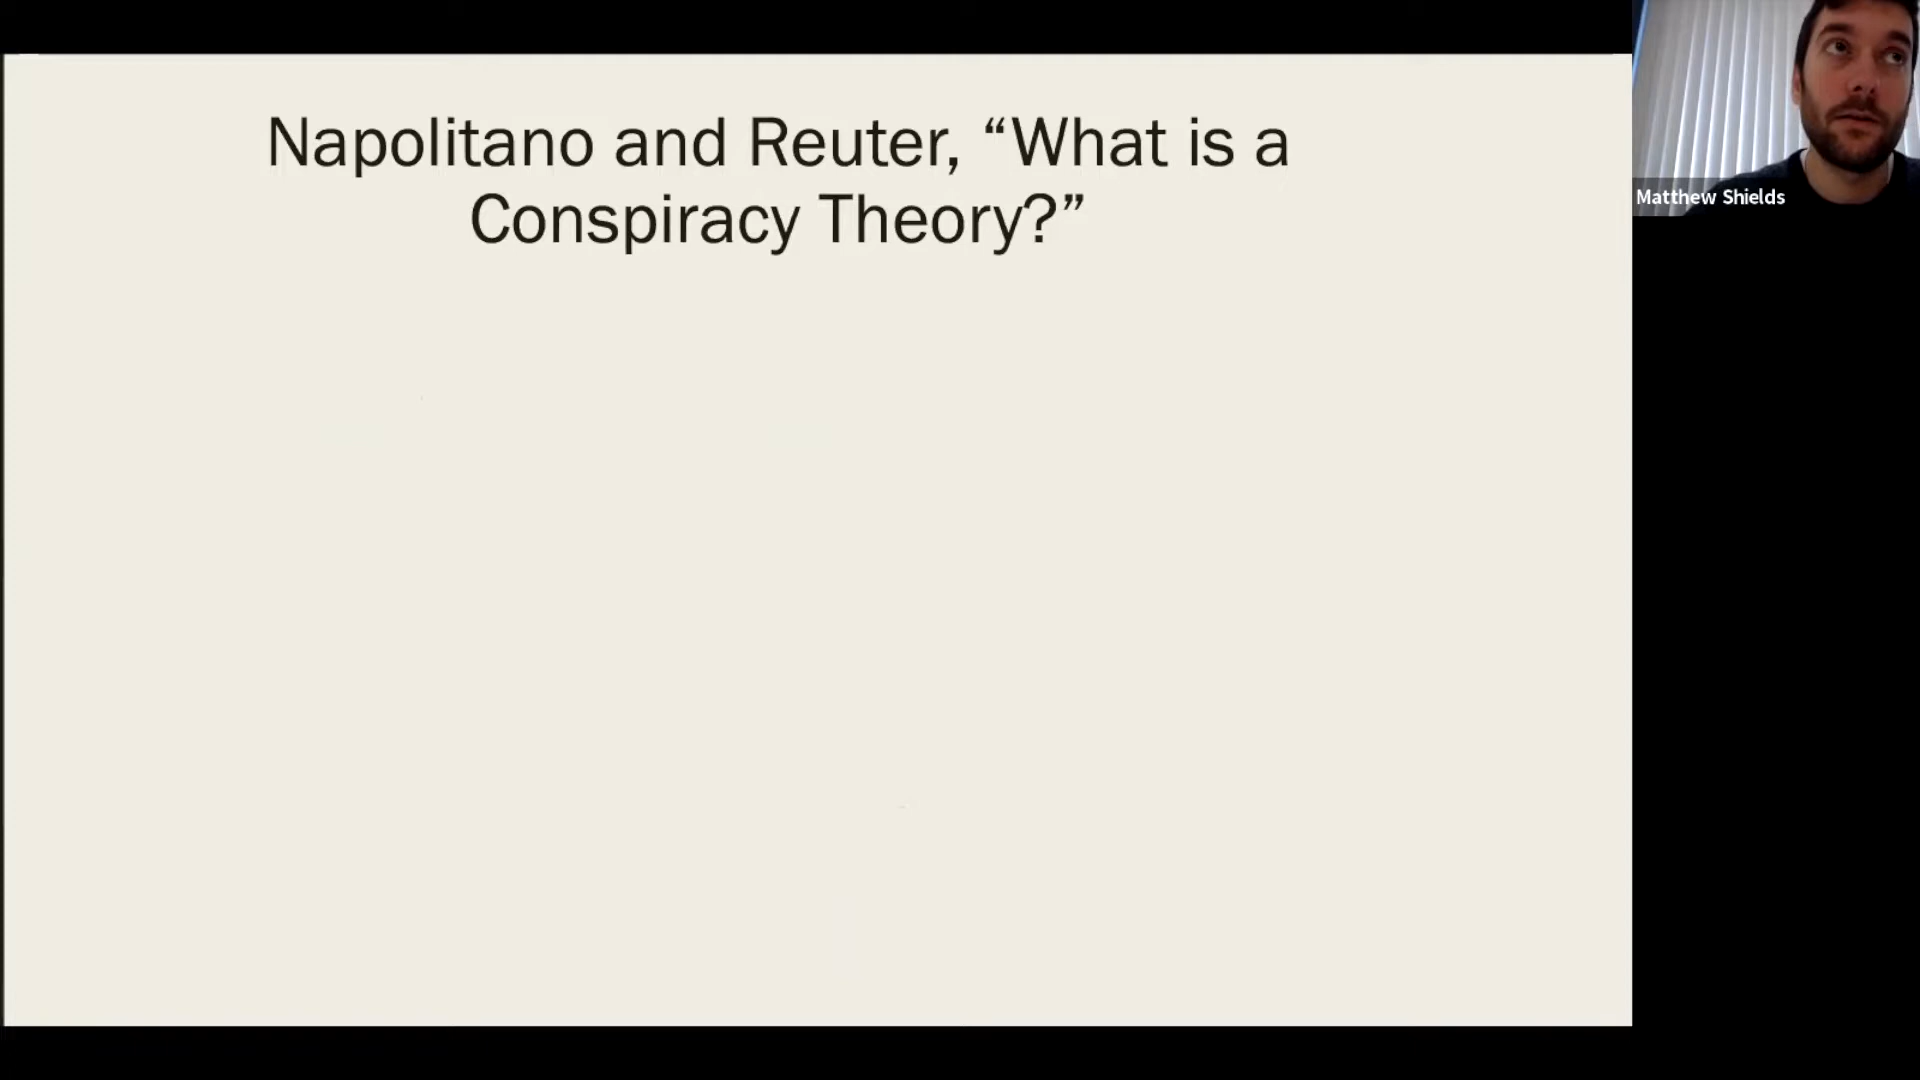 Napolitano and Reuter, “What is a
Conspiracy Theory?”
Matthew Shields